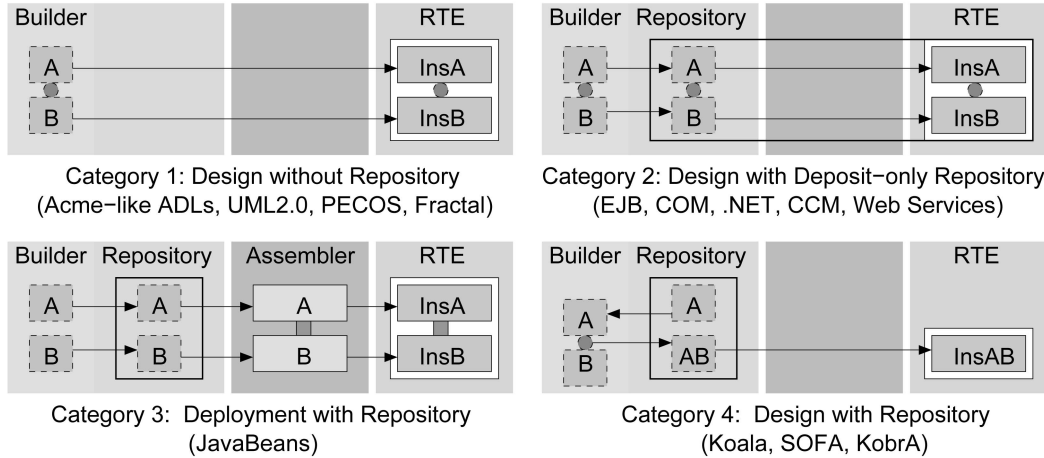 Builder RTE
A InsA
B InsB
Category 1: Design without Repository
(Acme−like ADLs, UML2.0, PECOS, Fractal)
Builder Repository RTE
A A InsA
B B InsB
Category 2: Design with Deposit−only Repository
(EJB, COM, .NET, CCM, Web Services)
Builder Repository Assembler RTE
A A A InsA
B B B InsB
Category 3: Deployment with Repository
(JavaBeans)
Builder Repository RTE
A A
B AB InsAB
Category 4: Design with Repository
(Koala, SOFA, KobrA)